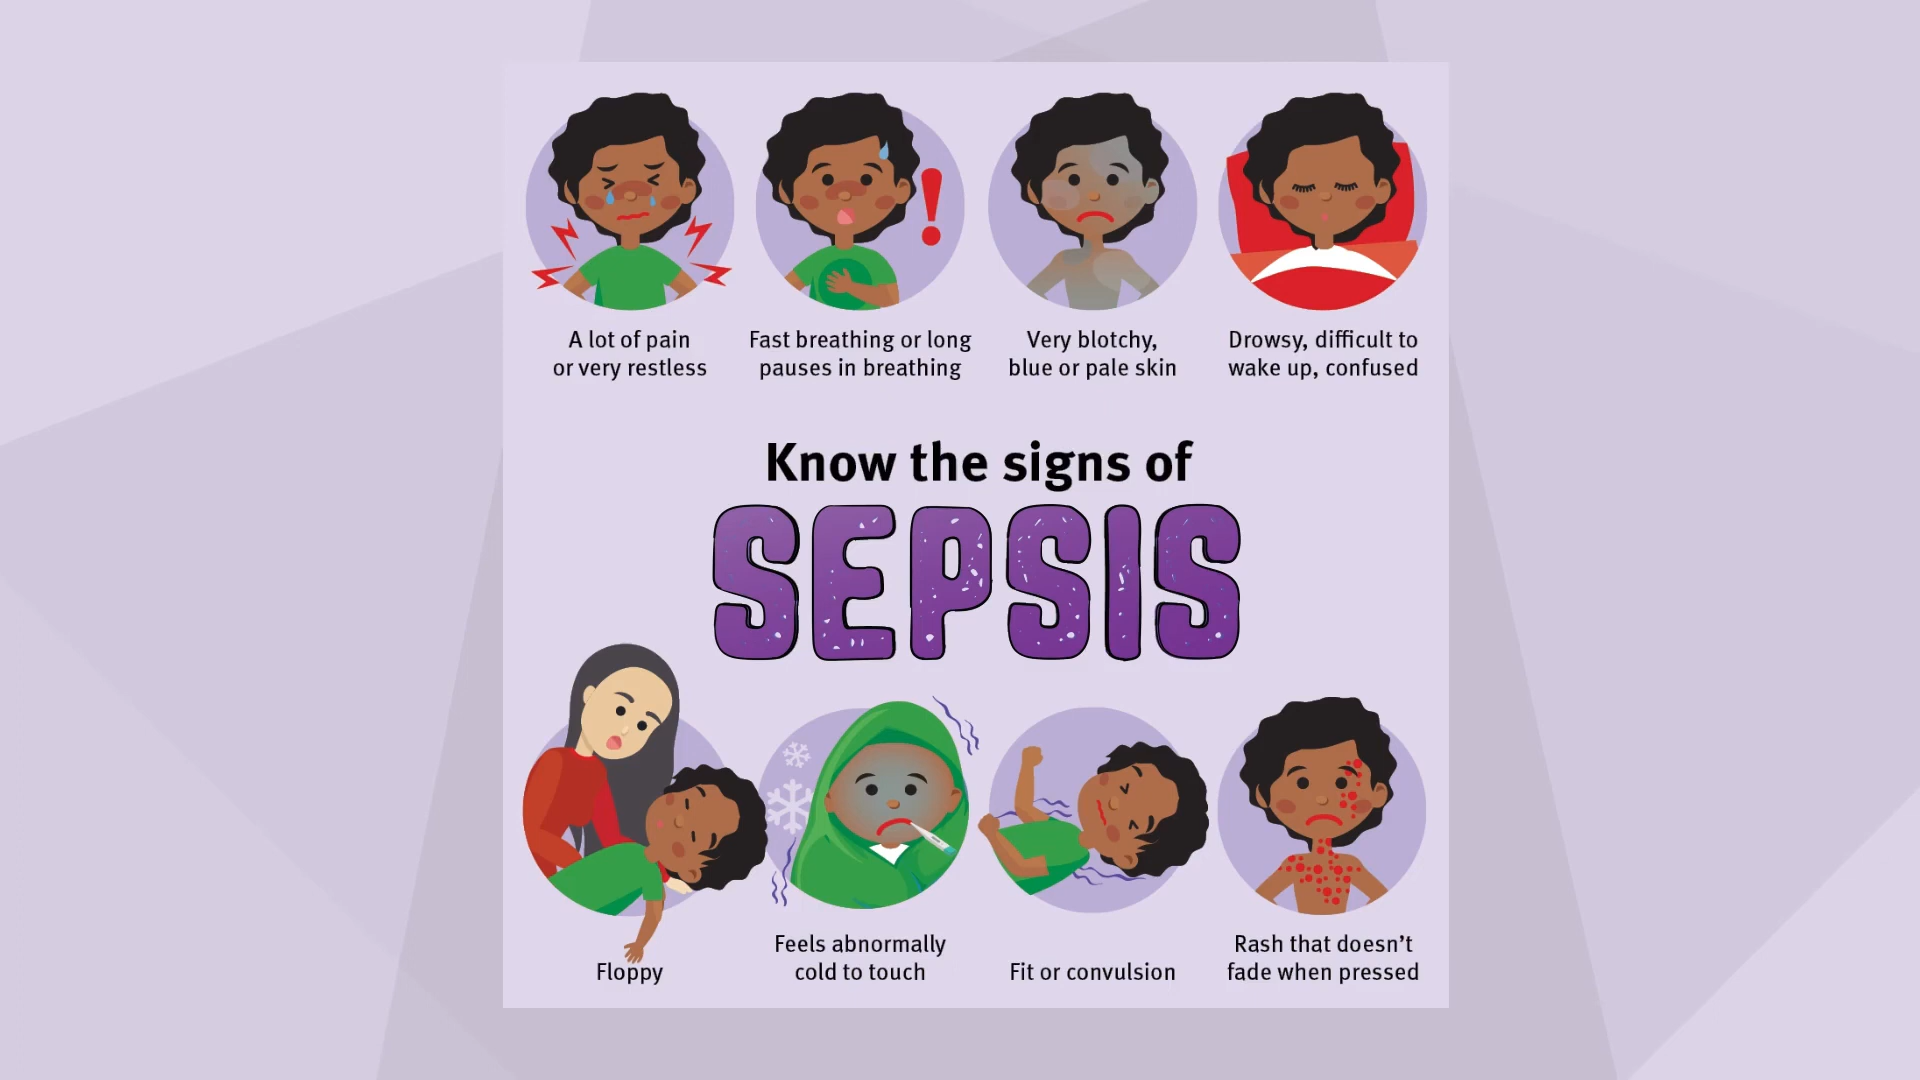 A lot of pain
or very restless
Fast breathing or long
pauses in breathing
Very blotchy,
blue or pale skin
Drowsy, difficult to
wake up, confused
Know the signs of
SEPSIS
Floppy
Feels abnormally
cold to touch
Fit or convulsion
Rash that doesn’t
fade when pressed